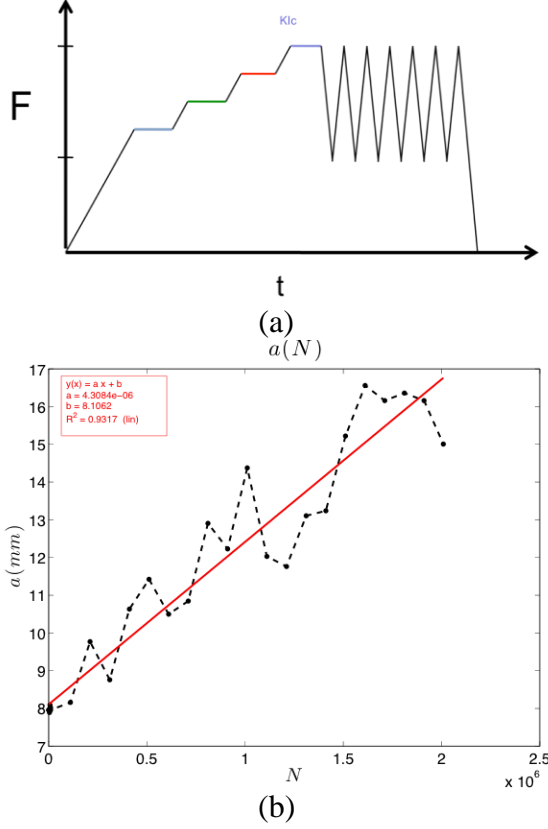 KIc
F
t
(a)
a(N)
17
16
15
14
13
12
11
10
9
8
7
y(x) = a x + b
a = 4.3084e−06
b = 8.1062
R² = 0.9317 (lin)
a(mm)
0
0.5
1
1.5
2
2.5
N
x 10⁶
(b)